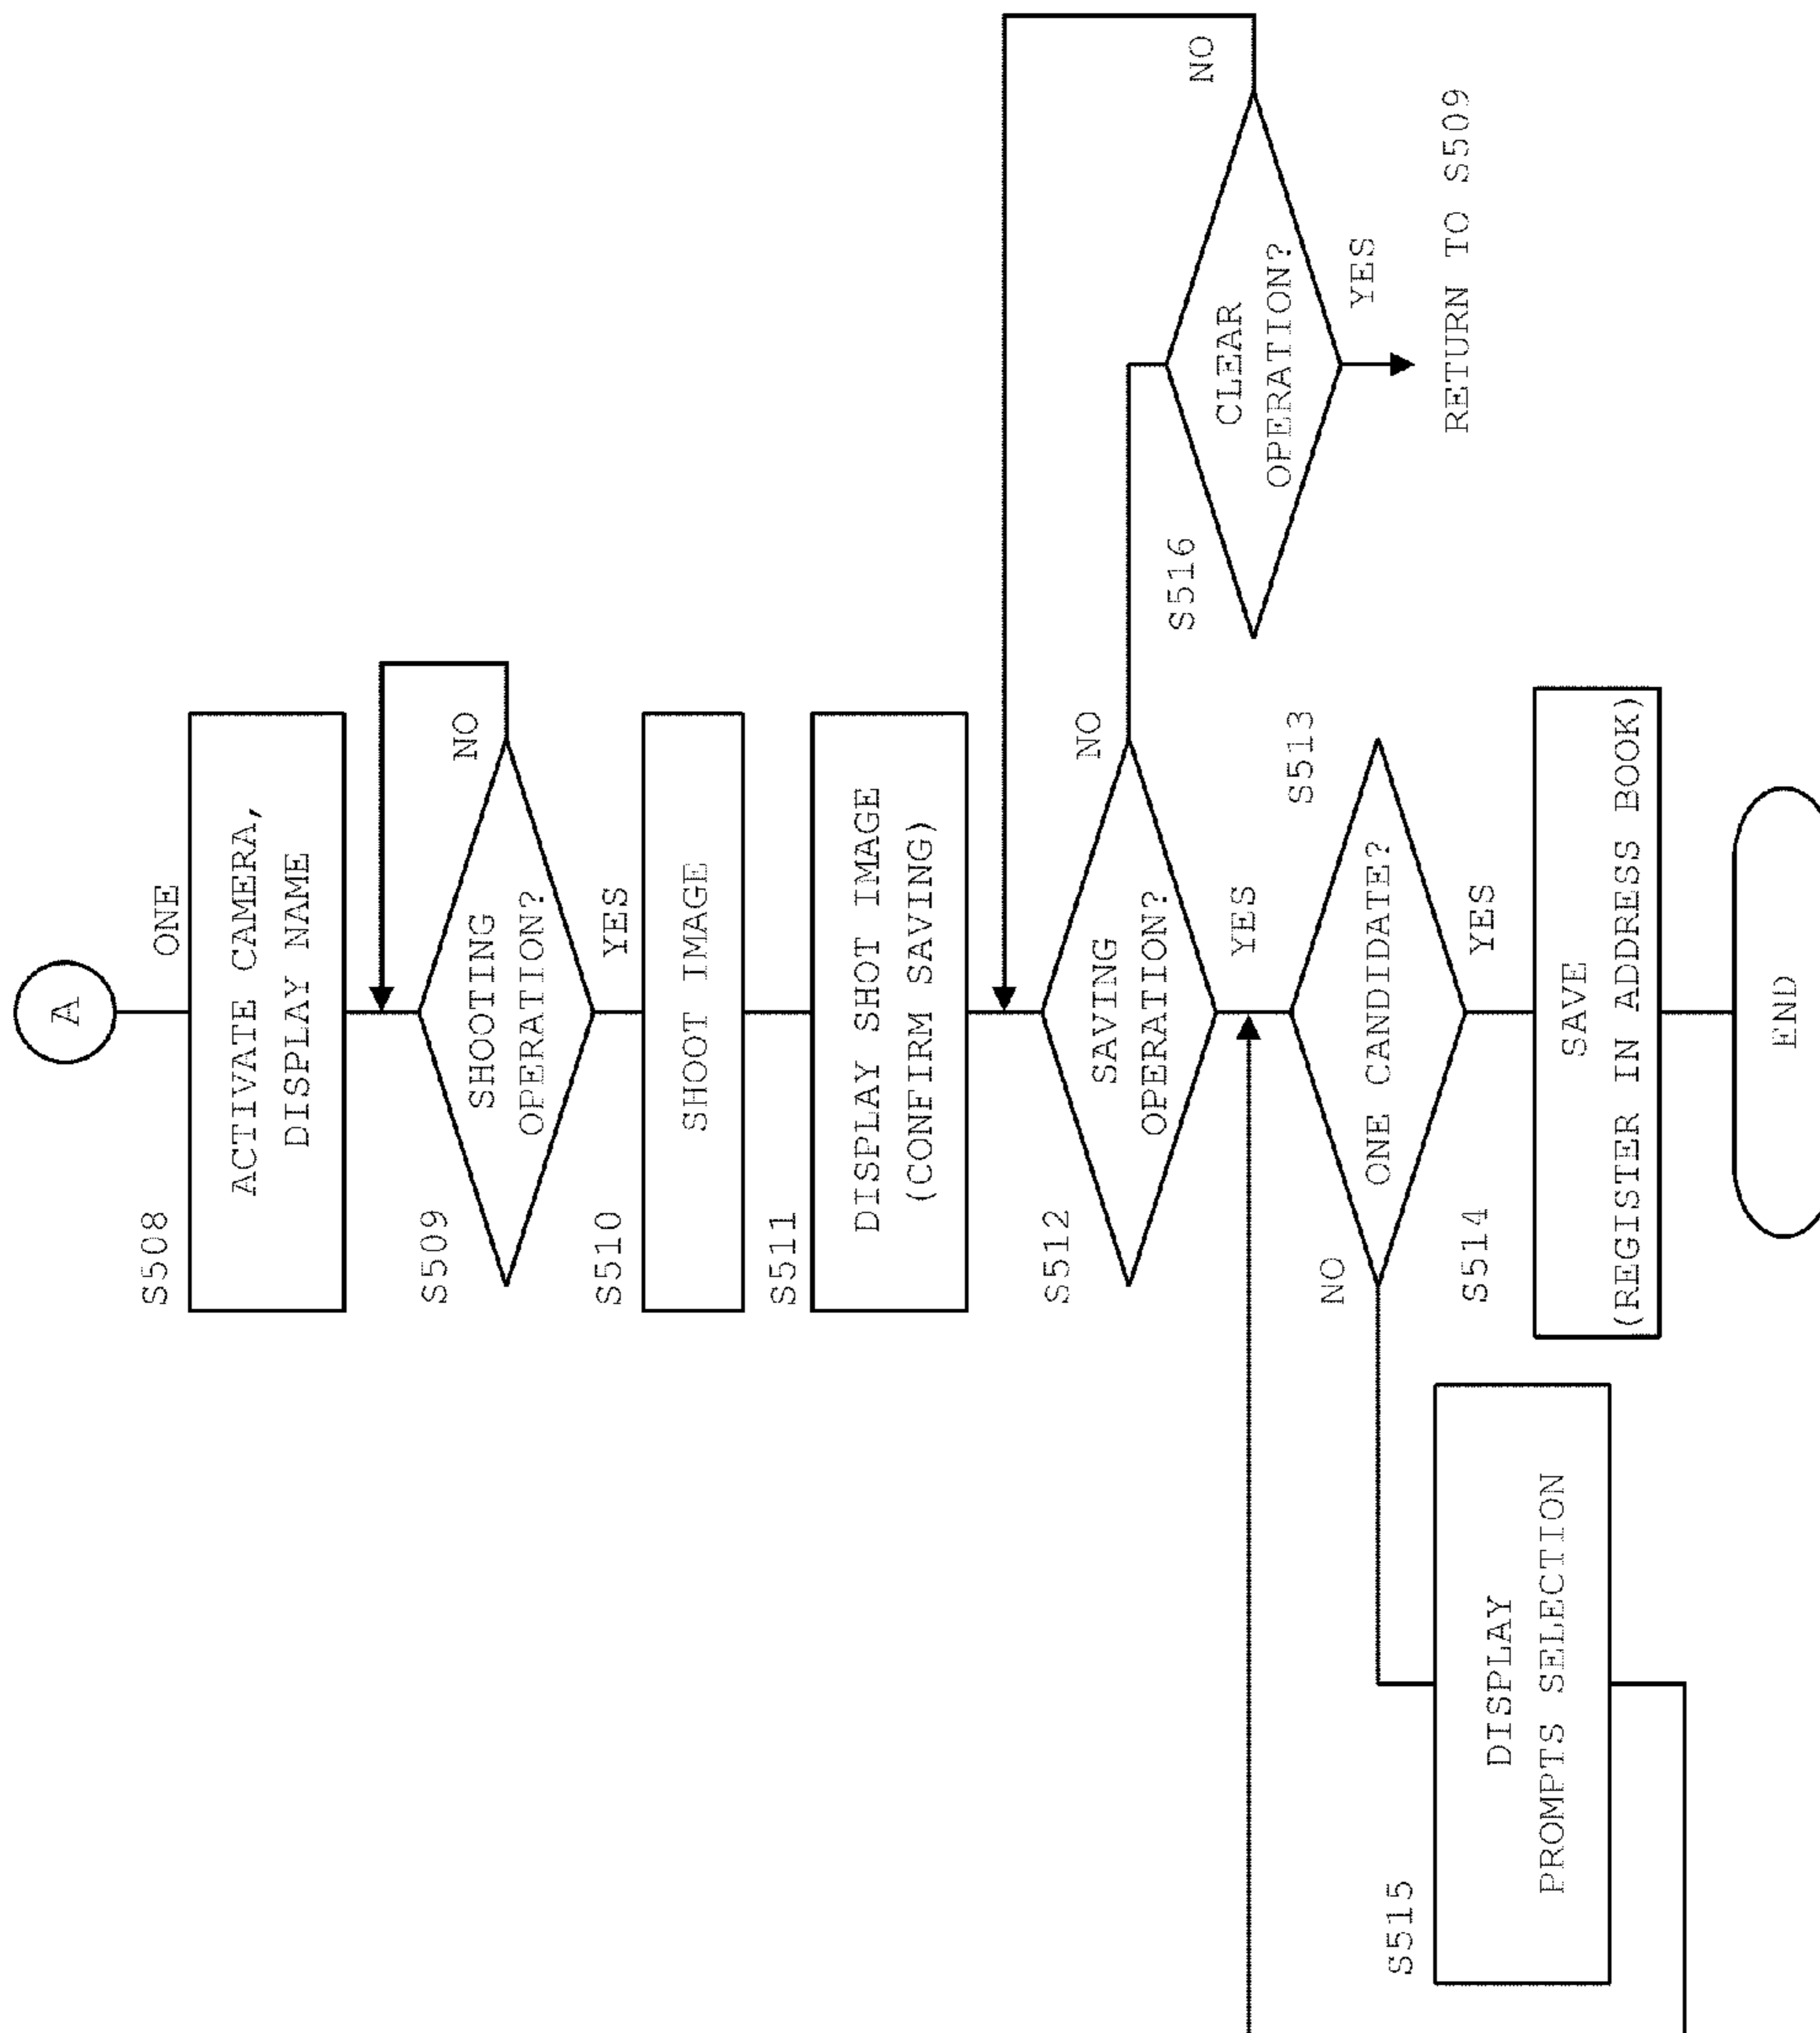 A
ONE
S508
ACTIVATE CAMERA,
DISPLAY NAME
S509
SHOOTING
OPERATION?
NO
YES
S510
SHOOT IMAGE
S511
DISPLAY SHOT IMAGE
(CONFIRM SAVING)
S512
SAVING
OPERATION?
NO
YES
S516
CLEAR
OPERATION?
NO
YES
RETURN TO S509
S513
ONE CANDIDATE?
NO
YES
S515
DISPLAY
PROMPTS SELECTION
S514
SAVE
(REGISTER IN ADDRESS BOOK)
END